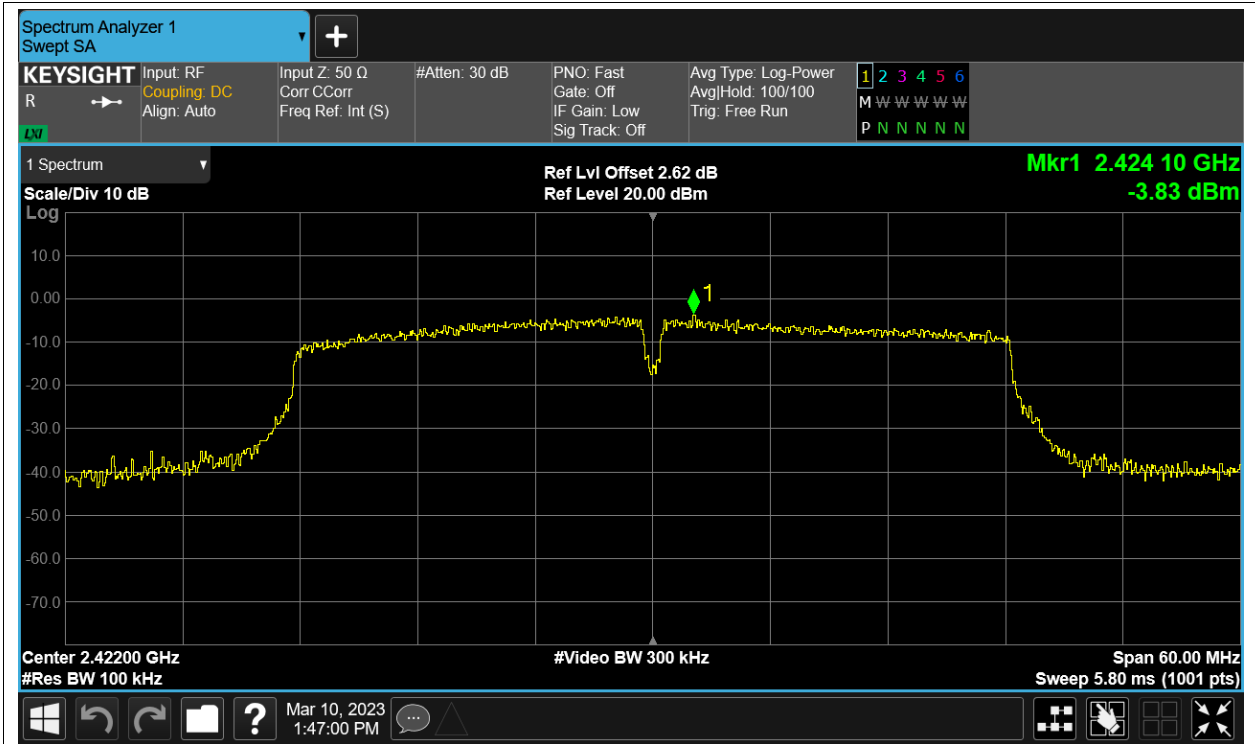 Spectrum Analyzer 1
Swept SA
KEYSIGHT
R
LXI
Input: RF
Coupling: DC
Align: Auto
Input Z: 50 Ω
Corr CCorr
Freq Ref: Int (S)
#Atten: 30 dB
PNO: Fast
Gate: Off
IF Gain: Low
Sig Track: Off
Avg Type: Log-Power
Avg|Hold: 100/100
Trig: Free Run
1 2 3 4 5 6
M W W W W W
P N N N N N
1 Spectrum
Scale/Div 10 dB
Ref Lvl Offset 2.62 dB
Ref Level 20.00 dBm
Mkr1 2.424 10 GHz
-3.83 dBm
Log
10.0
0.00
-10.0
-20.0
-30.0
-40.0
-50.0
-60.0
-70.0
1
Center 2.42200 GHz
#Res BW 100 kHz
#Video BW 300 kHz
Span 60.00 MHz
Sweep 5.80 ms (1001 pts)
?
Mar 10, 2023
1:47:00 PM